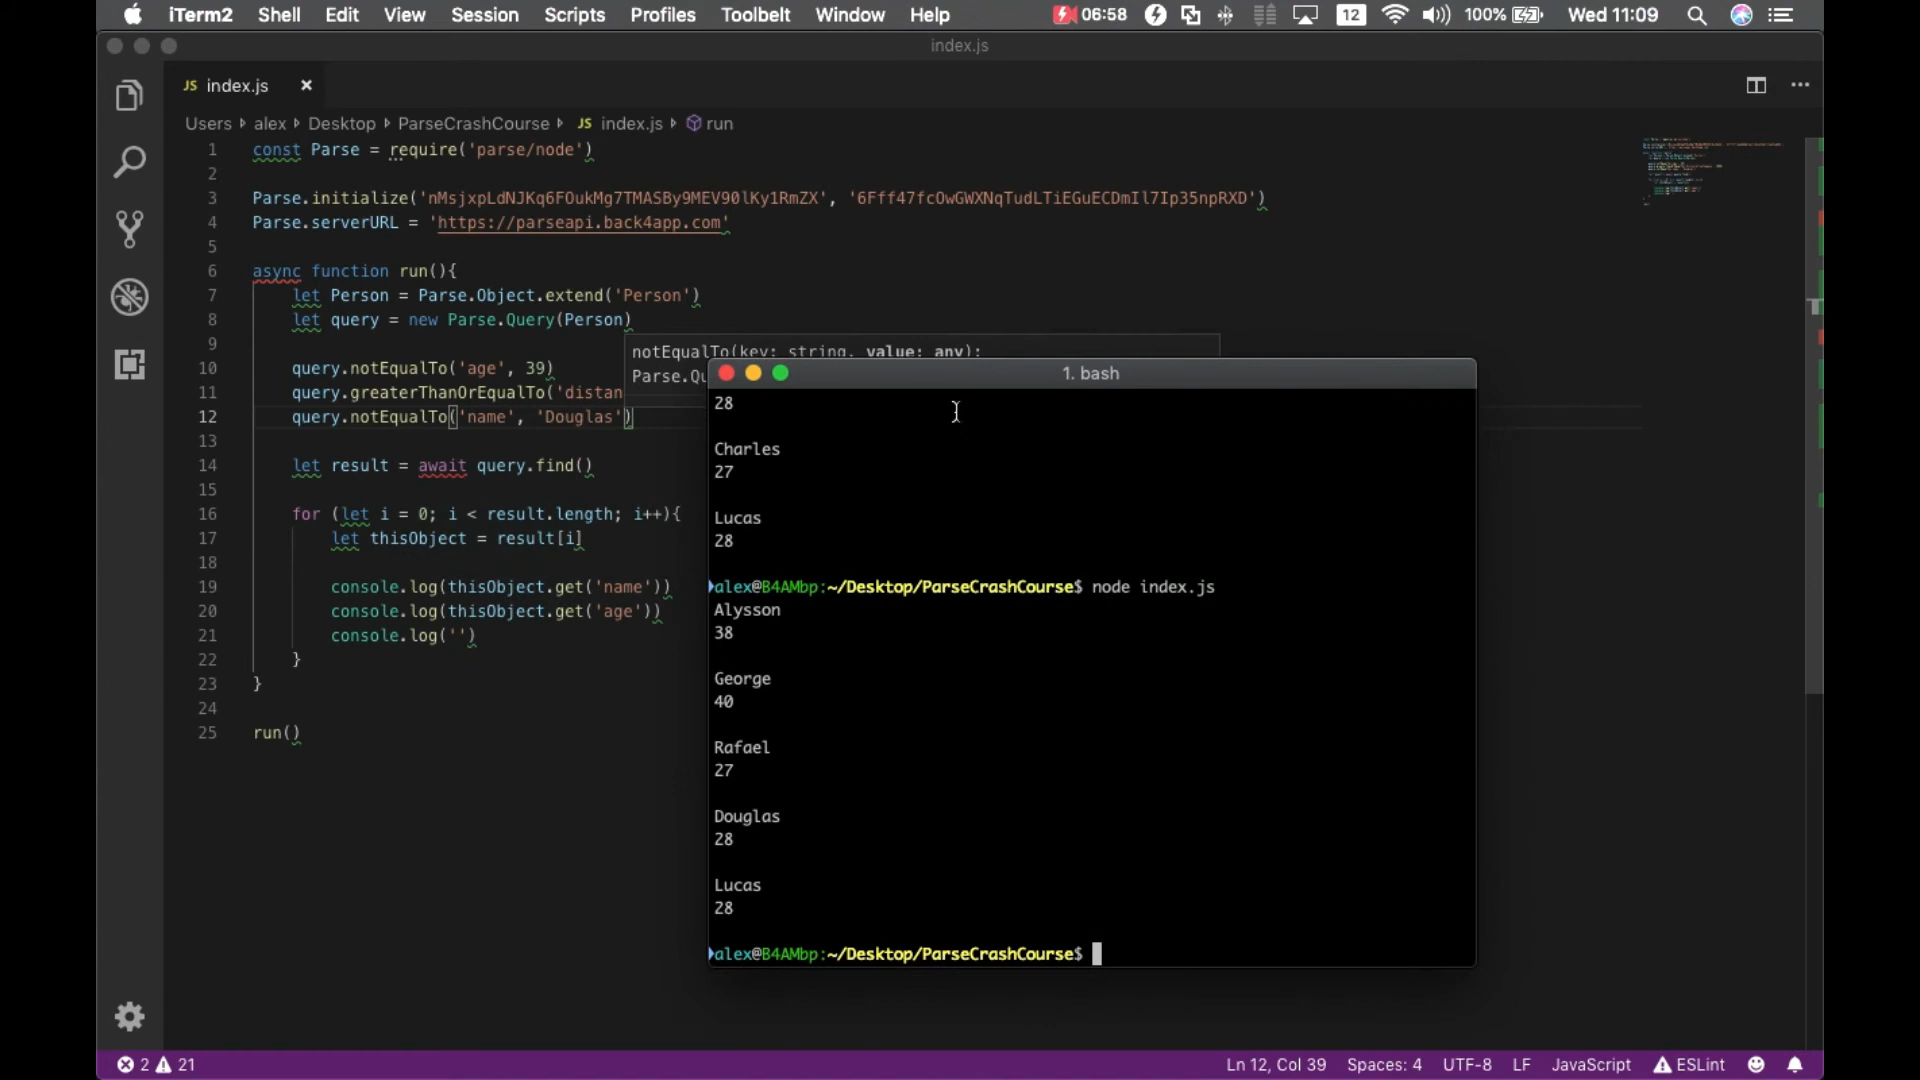 iTerm2 Shell Edit View Session Scripts Profiles Toolbelt Window Help 06:58 12 100% Wed 11:09
index.js
JS index.js
Users alex Desktop ParseCrashCourse JS index.js run
1 const Parse = require('parse/node')
2
3 Parse.initialize('nMsjxpLdNJKq6FOukMg7TMASBy9MEV90lKy1RmZX', '6Fff47fcOwGWXNqTudLTiEGuECDmIl7Ip35npRXD')
4 Parse.serverURL = 'https://parseapi.back4app.com'
5
6 async function run(){
7 let Person = Parse.Object.extend('Person')
8 let query = new Parse.Query(Person)
9
notEqualTo(key: string, value: any):
10 query.notEqualTo('age', 39)
Parse.Qu
11 query.greaterThanOrEqualTo('distan
12 query.notEqualTo('name', 'Douglas')
13
14 let result = await query.find()
15
16 for (let i = 0; i < result.length; i++){
17 let thisObject = result[i]
18
19 console.log(thisObject.get('name'))
20 console.log(thisObject.get('age'))
21 console.log('')
22 }
23 }
24
25 run()
1. bash
28
Charles
27
Lucas
28
alex@B4AMbp:~/Desktop/ParseCrashCourse$ node index.js
Alysson
38
George
40
Rafael
27
Douglas
28
Lucas
28
alex@B4AMbp:~/Desktop/ParseCrashCourse$
2 21 Ln 12, Col 39 Spaces: 4 UTF-8 LF JavaScript ESLint